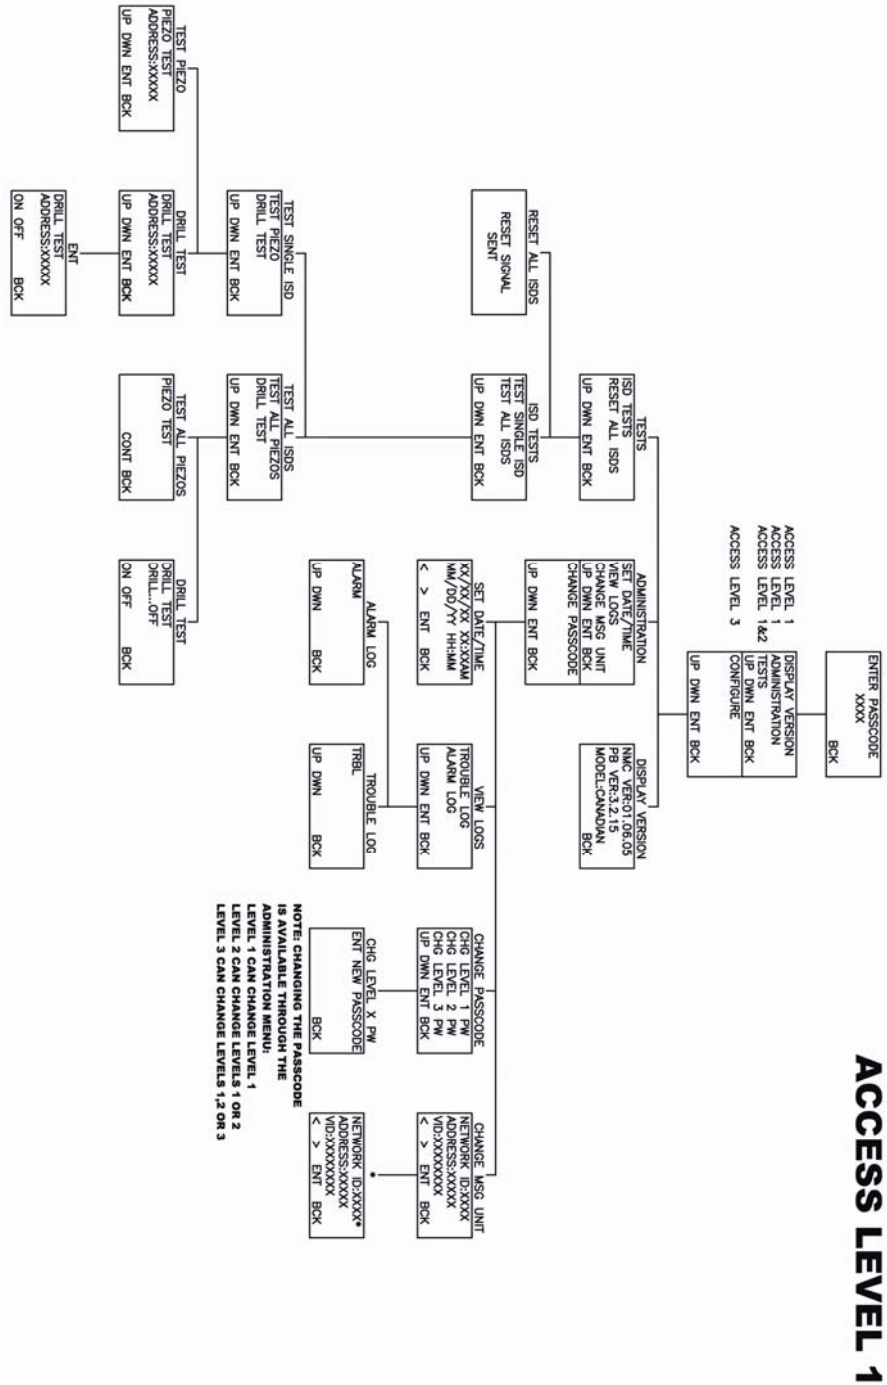 ACCESS LEVEL 1
ENTER PASSCODE
XXXX
BCK
ACCESS LEVEL 1
ACCESS LEVEL 1
ACCESS LEVEL 1&2
ACCESS LEVEL 3
DISPLAY VERSION
ADMINISTRATION
TESTS
UP DWN ENT BCK
CONFIGURE
UP DWN ENT BCK
TESTS
ISD TESTS
RESET ALL ISDS
UP DWN ENT BCK
ADMINISTRATION
SET DATE/TIME
VIEW LOGS
CHANGE MSG UNIT
UP DWN ENT BCK
CHANGE PASSCODE
UP DWN ENT BCK
DISPLAY VERSION
NMC VER:01.06.05
PB VER:3.2.15
MODEL:CANADIAN
BCK
RESET ALL ISDS
RESET SIGNAL
SENT
ISD TESTS
TEST SINGLE ISD
TEST ALL ISDS
UP DWN ENT BCK
SET DATE/TIME
XX/XX/XX XX:XXAM
MM/DD/YY HH:MM
< > ENT BCK
VIEW LOGS
TROUBLE LOG
ALARM LOG
UP DWN ENT BCK
CHANGE PASSCODE
CHG LEVEL 1 PW
CHG LEVEL 2 PW
CHG LEVEL 3 PW
UP DWN ENT BCK
CHANGE MSG UNIT
NETWORK ID:XXXX
ADDRESS:XXXXX
VID:XXXXXXXX
< > ENT BCK
ALARM LOG
ALARM
UP DWN BCK
TROUBLE LOG
TRBL
UP DWN BCK
CHG LEVEL X PW
ENT NEW PASSCODE
BCK
*
NETWORK ID:XXXX*
ADDRESS:XXXXX
VID:XXXXXXXX
< > ENT BCK
NOTE: CHANGING THE PASSCODE
IS AVAILABLE THROUGH THE
ADMINISTRATION MENU:
LEVEL 1 CAN CHANGE LEVEL 1
LEVEL 2 CAN CHANGE LEVELS 1 OR 2
LEVEL 3 CAN CHANGE LEVELS 1,2 OR 3
TEST SINGLE ISD
TEST PIEZO
DRILL TEST
UP DWN ENT BCK
TEST ALL ISDS
TEST ALL PIEZOS
DRILL TEST
UP DWN ENT BCK
TEST PIEZO
PIEZO TEST
ADDRESS:XXXXX
UP DWN ENT BCK
DRILL TEST
DRILL TEST
ADDRESS:XXXXX
UP DWN ENT BCK
TEST ALL PIEZOS
PIEZO TEST
CONT BCK
DRILL TEST
DRILL TEST
DRILL...OFF
ON OFF BCK
ENT
DRILL TEST
ADDRESS:XXXXX
ON OFF BCK